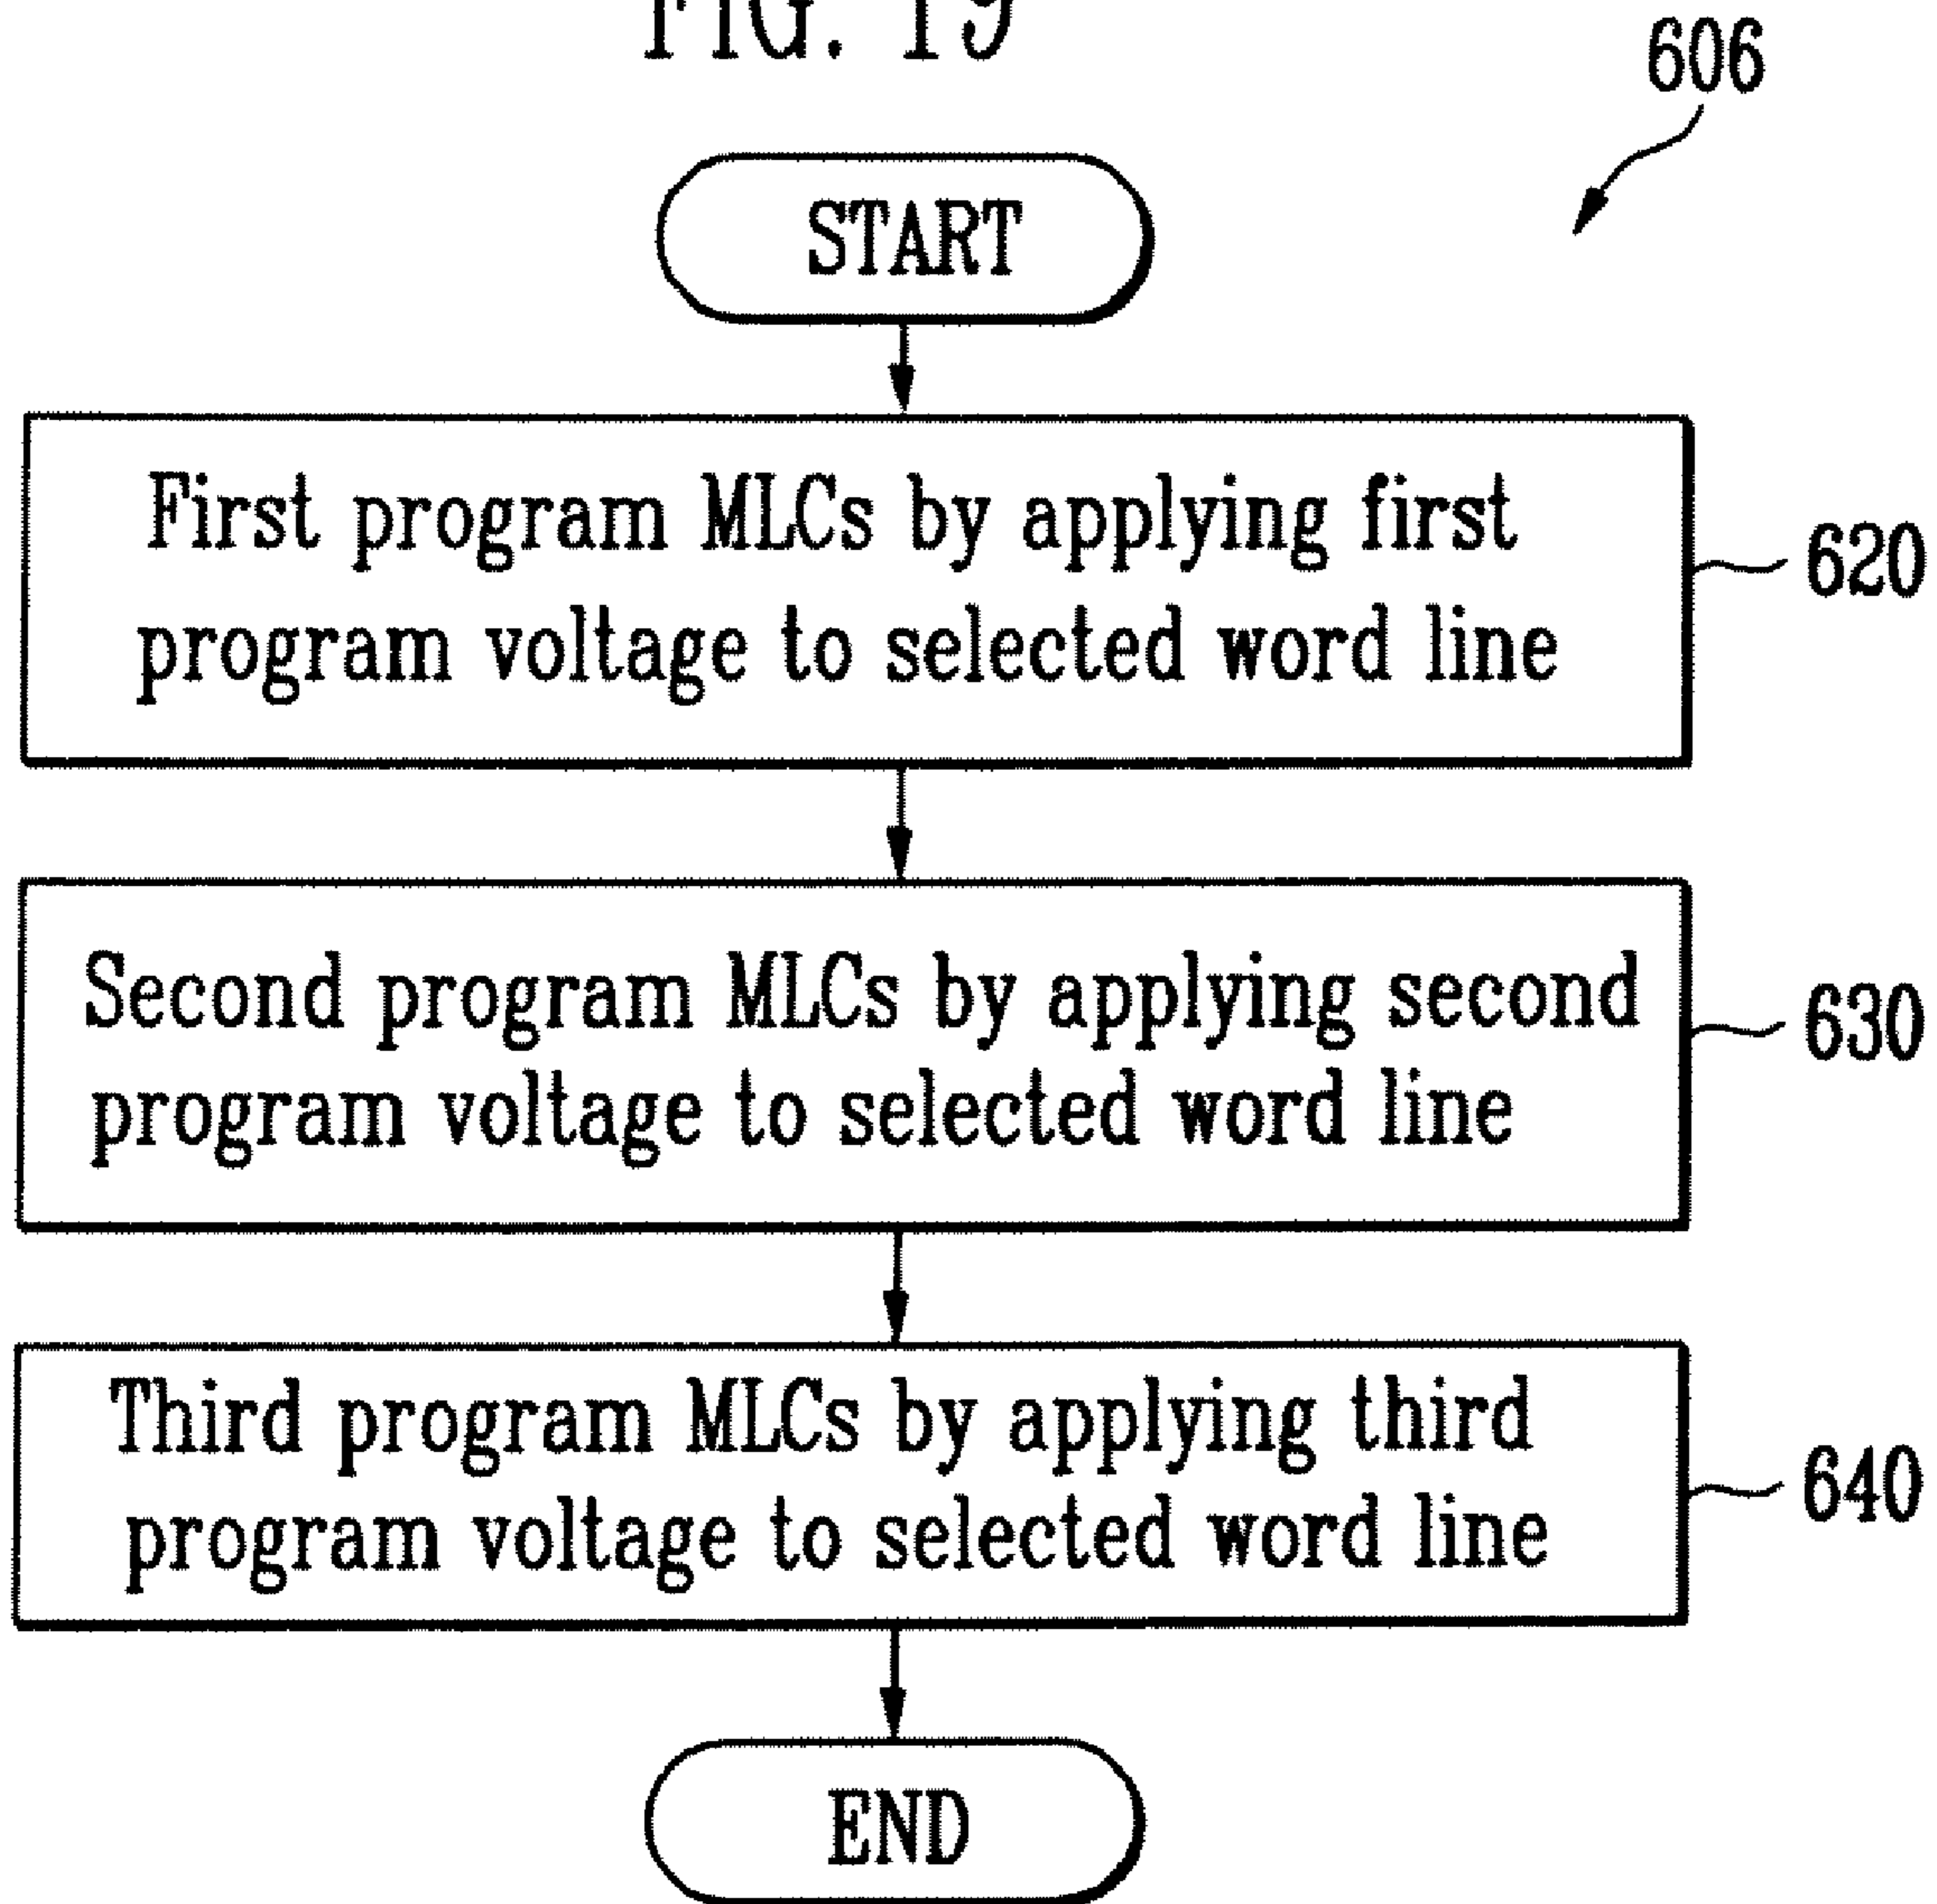 FIG. 19
606
START
First program MLCs by applying first
program voltage to selected word line
620
Second program MLCs by applying second
program voltage to selected word line
630
Third program MLCs by applying third
program voltage to selected word line
640
END